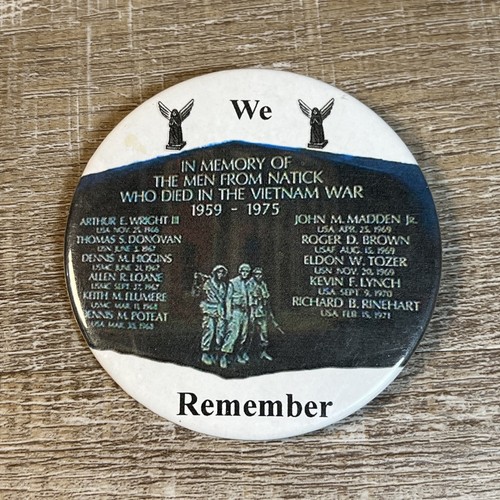 We
IN MEMORY OF
THE MEN FROM NATICK
WHO DIED IN THE VIETNAM WAR
1959 - 1975
ARTHUR E. WRIGHT III
USA NOV. 25, 1966
THOMAS S. DONOVAN
USN JUNE 3, 1967
DENNIS M. HIGGINS
USMC JUNE 21, 1967
ALLEN R. LOANE
USMC SEPT. 27, 1967
KEITH M. FLUMERE
USMC MAR. 11, 1968
DENNIS M. POTEAT
USA MAR. 30, 1968
JOHN M. MADDEN JR.
USA APR. 25, 1969
ROGER D. BROWN
USAF AUG. 15, 1969
ELDON W. TOZER
USN NOV. 20, 1969
KEVIN F. LYNCH
USA SEPT. 9, 1970
RICHARD B. RINEHART
USA FEB. 15, 1971
Remember